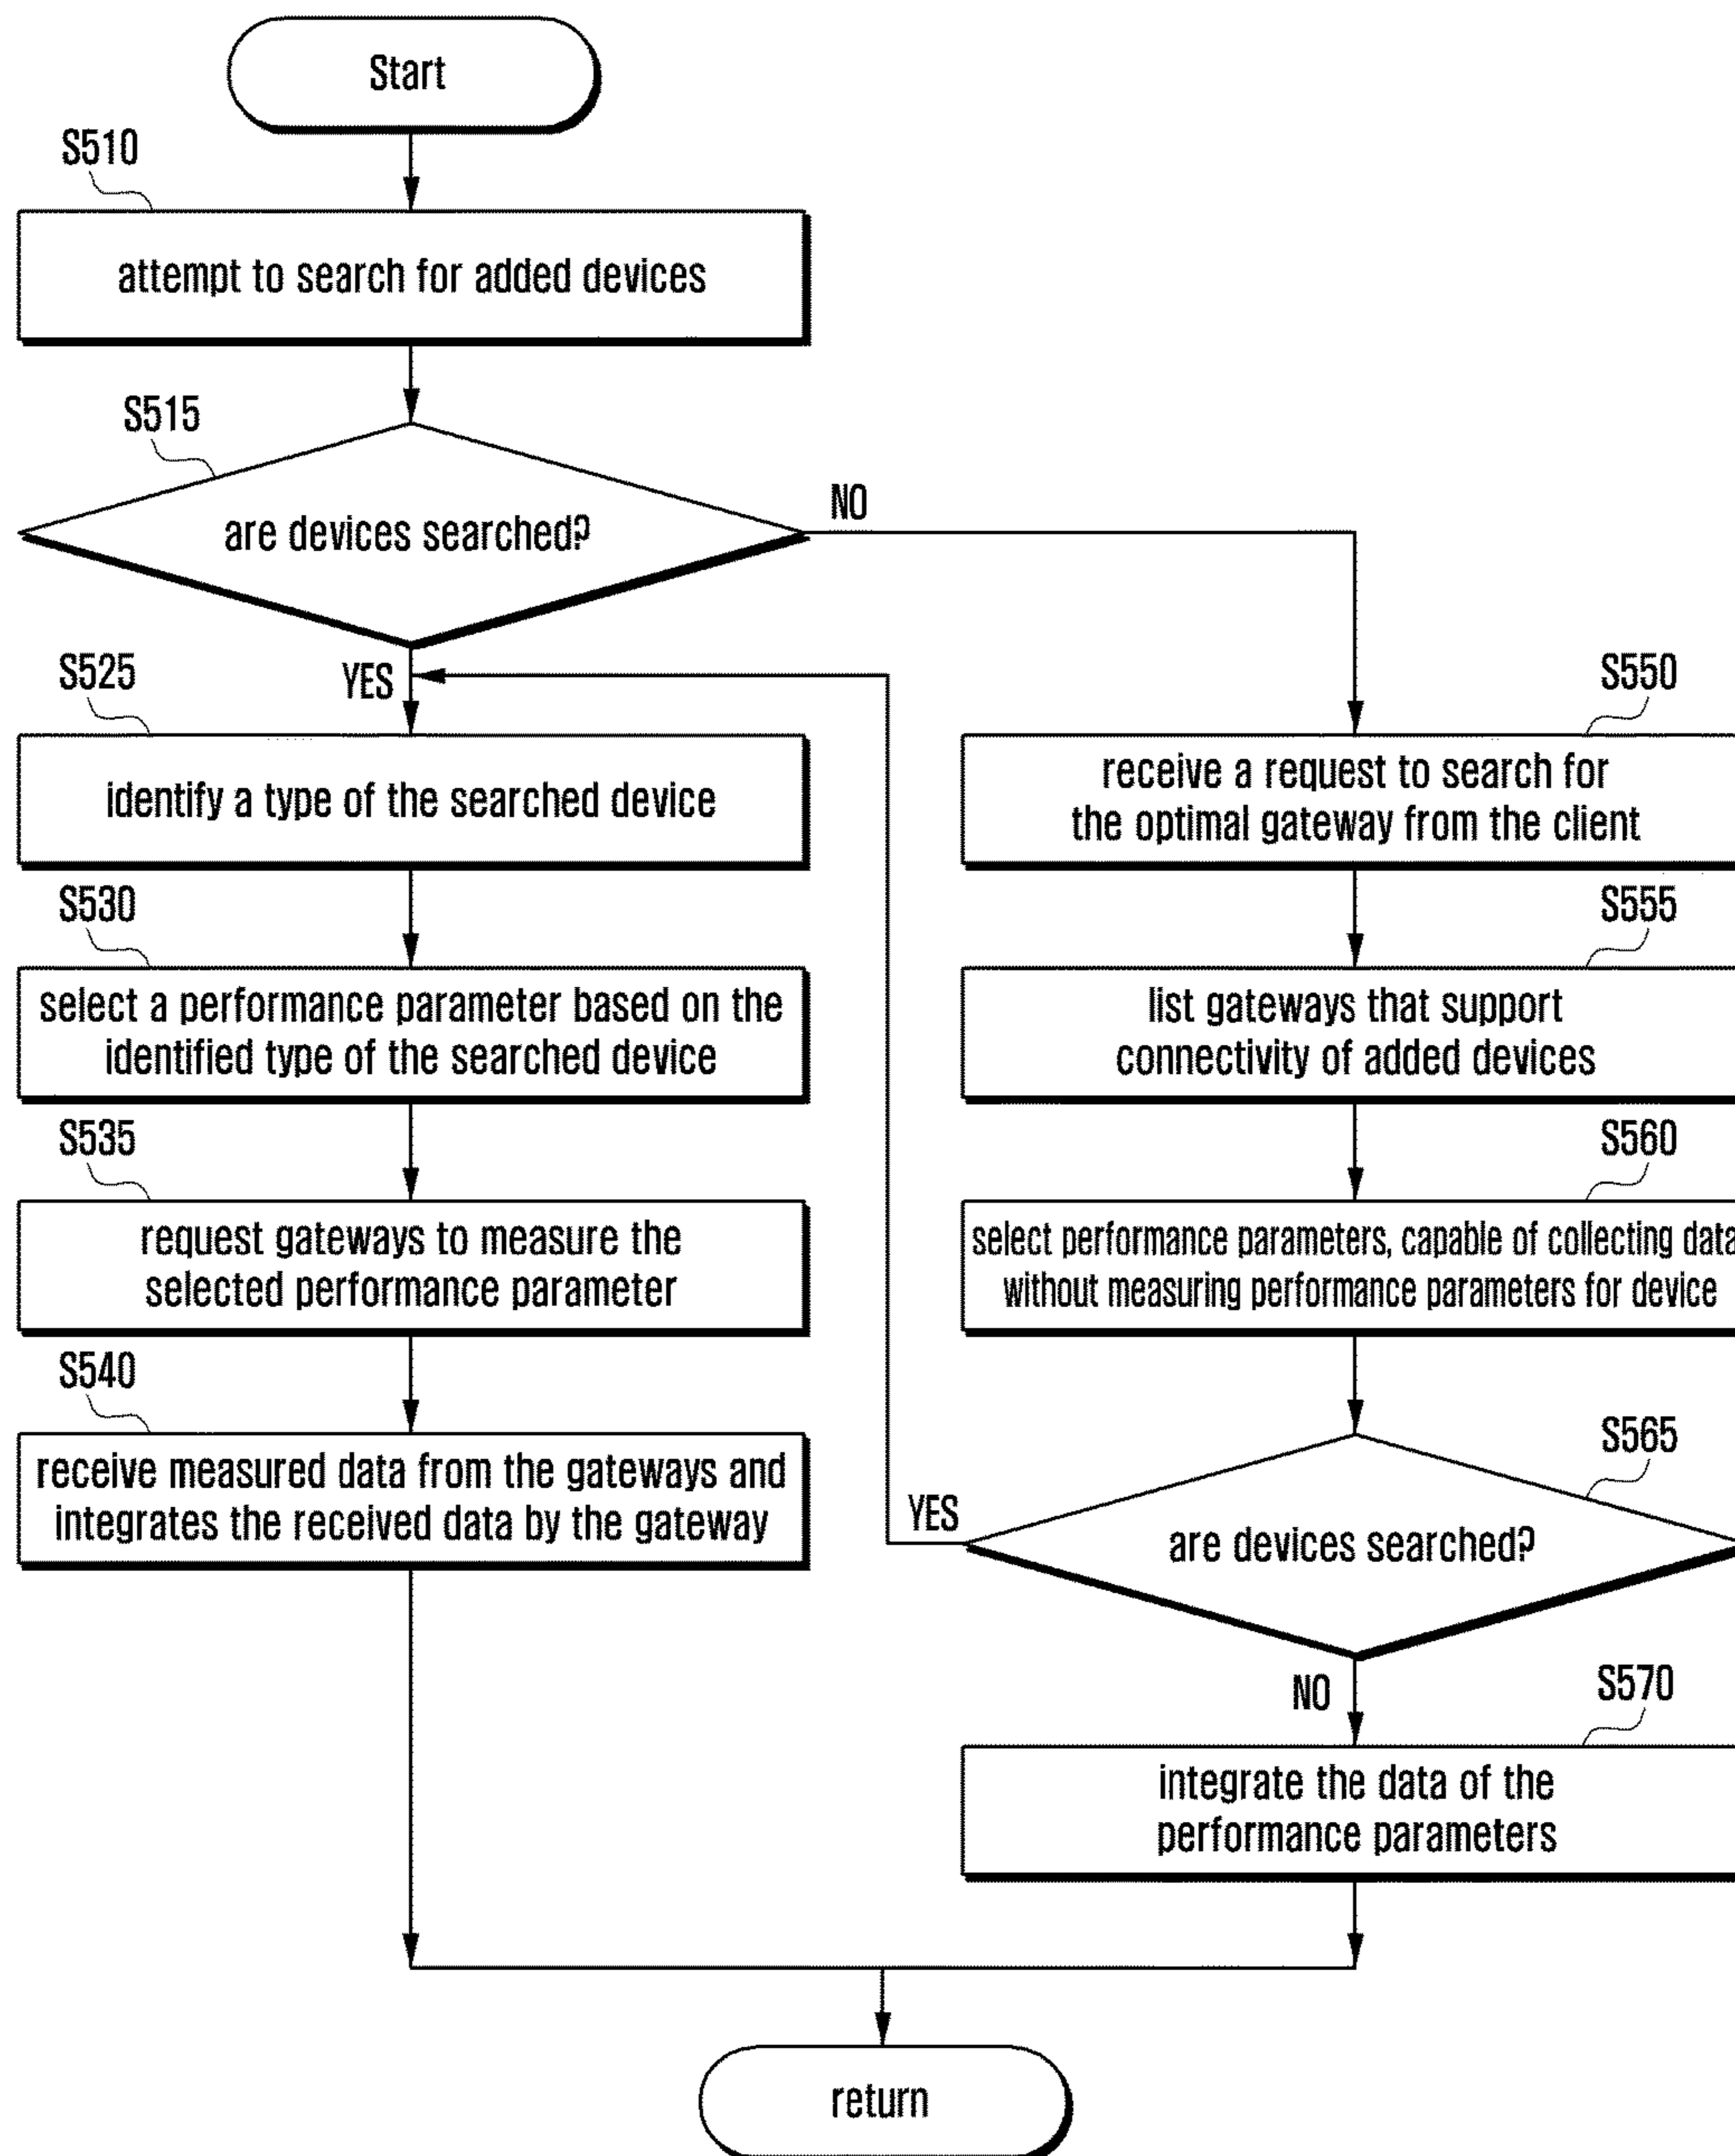 Start
S510
attempt to search for added devices
S515
are devices searched?
NO
YES
S525
identify a type of the searched device
S530
select a performance parameter based on the
identified type of the searched device
S535
request gateways to measure the
selected performance parameter
S540
receive measured data from the gateways and
integrates the received data by the gateway
S550
receive a request to search for
the optimal gateway from the client
S555
list gateways that support
connectivity of added devices
S560
select performance parameters, capable of collecting data
without measuring performance parameters for device
S565
are devices searched?
YES
NO
S570
integrate the data of the
performance parameters
return